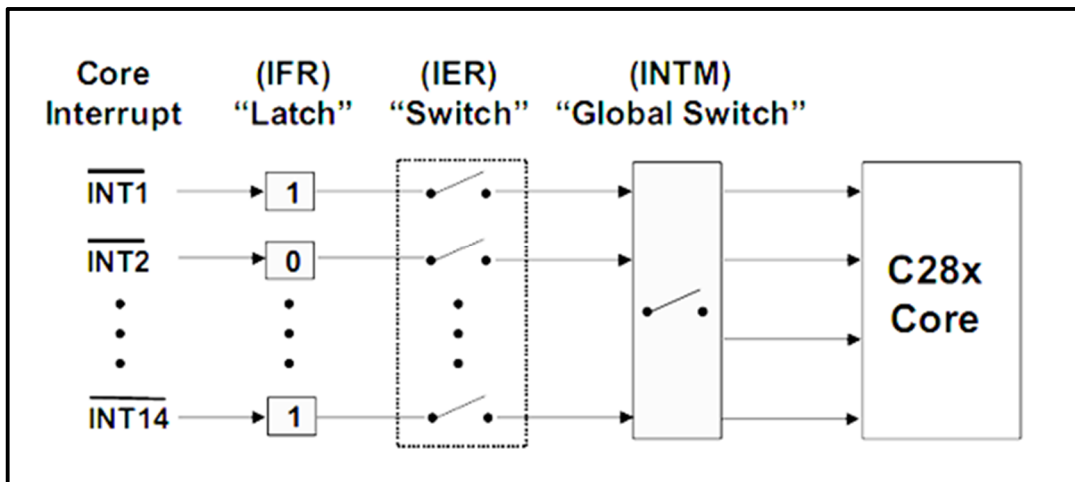 Core Interrupt
(IFR) “Latch”
(IER) “Switch”
(INTM) “Global Switch”
INT1
1
INT2
0
INT14
1
C28x
Core